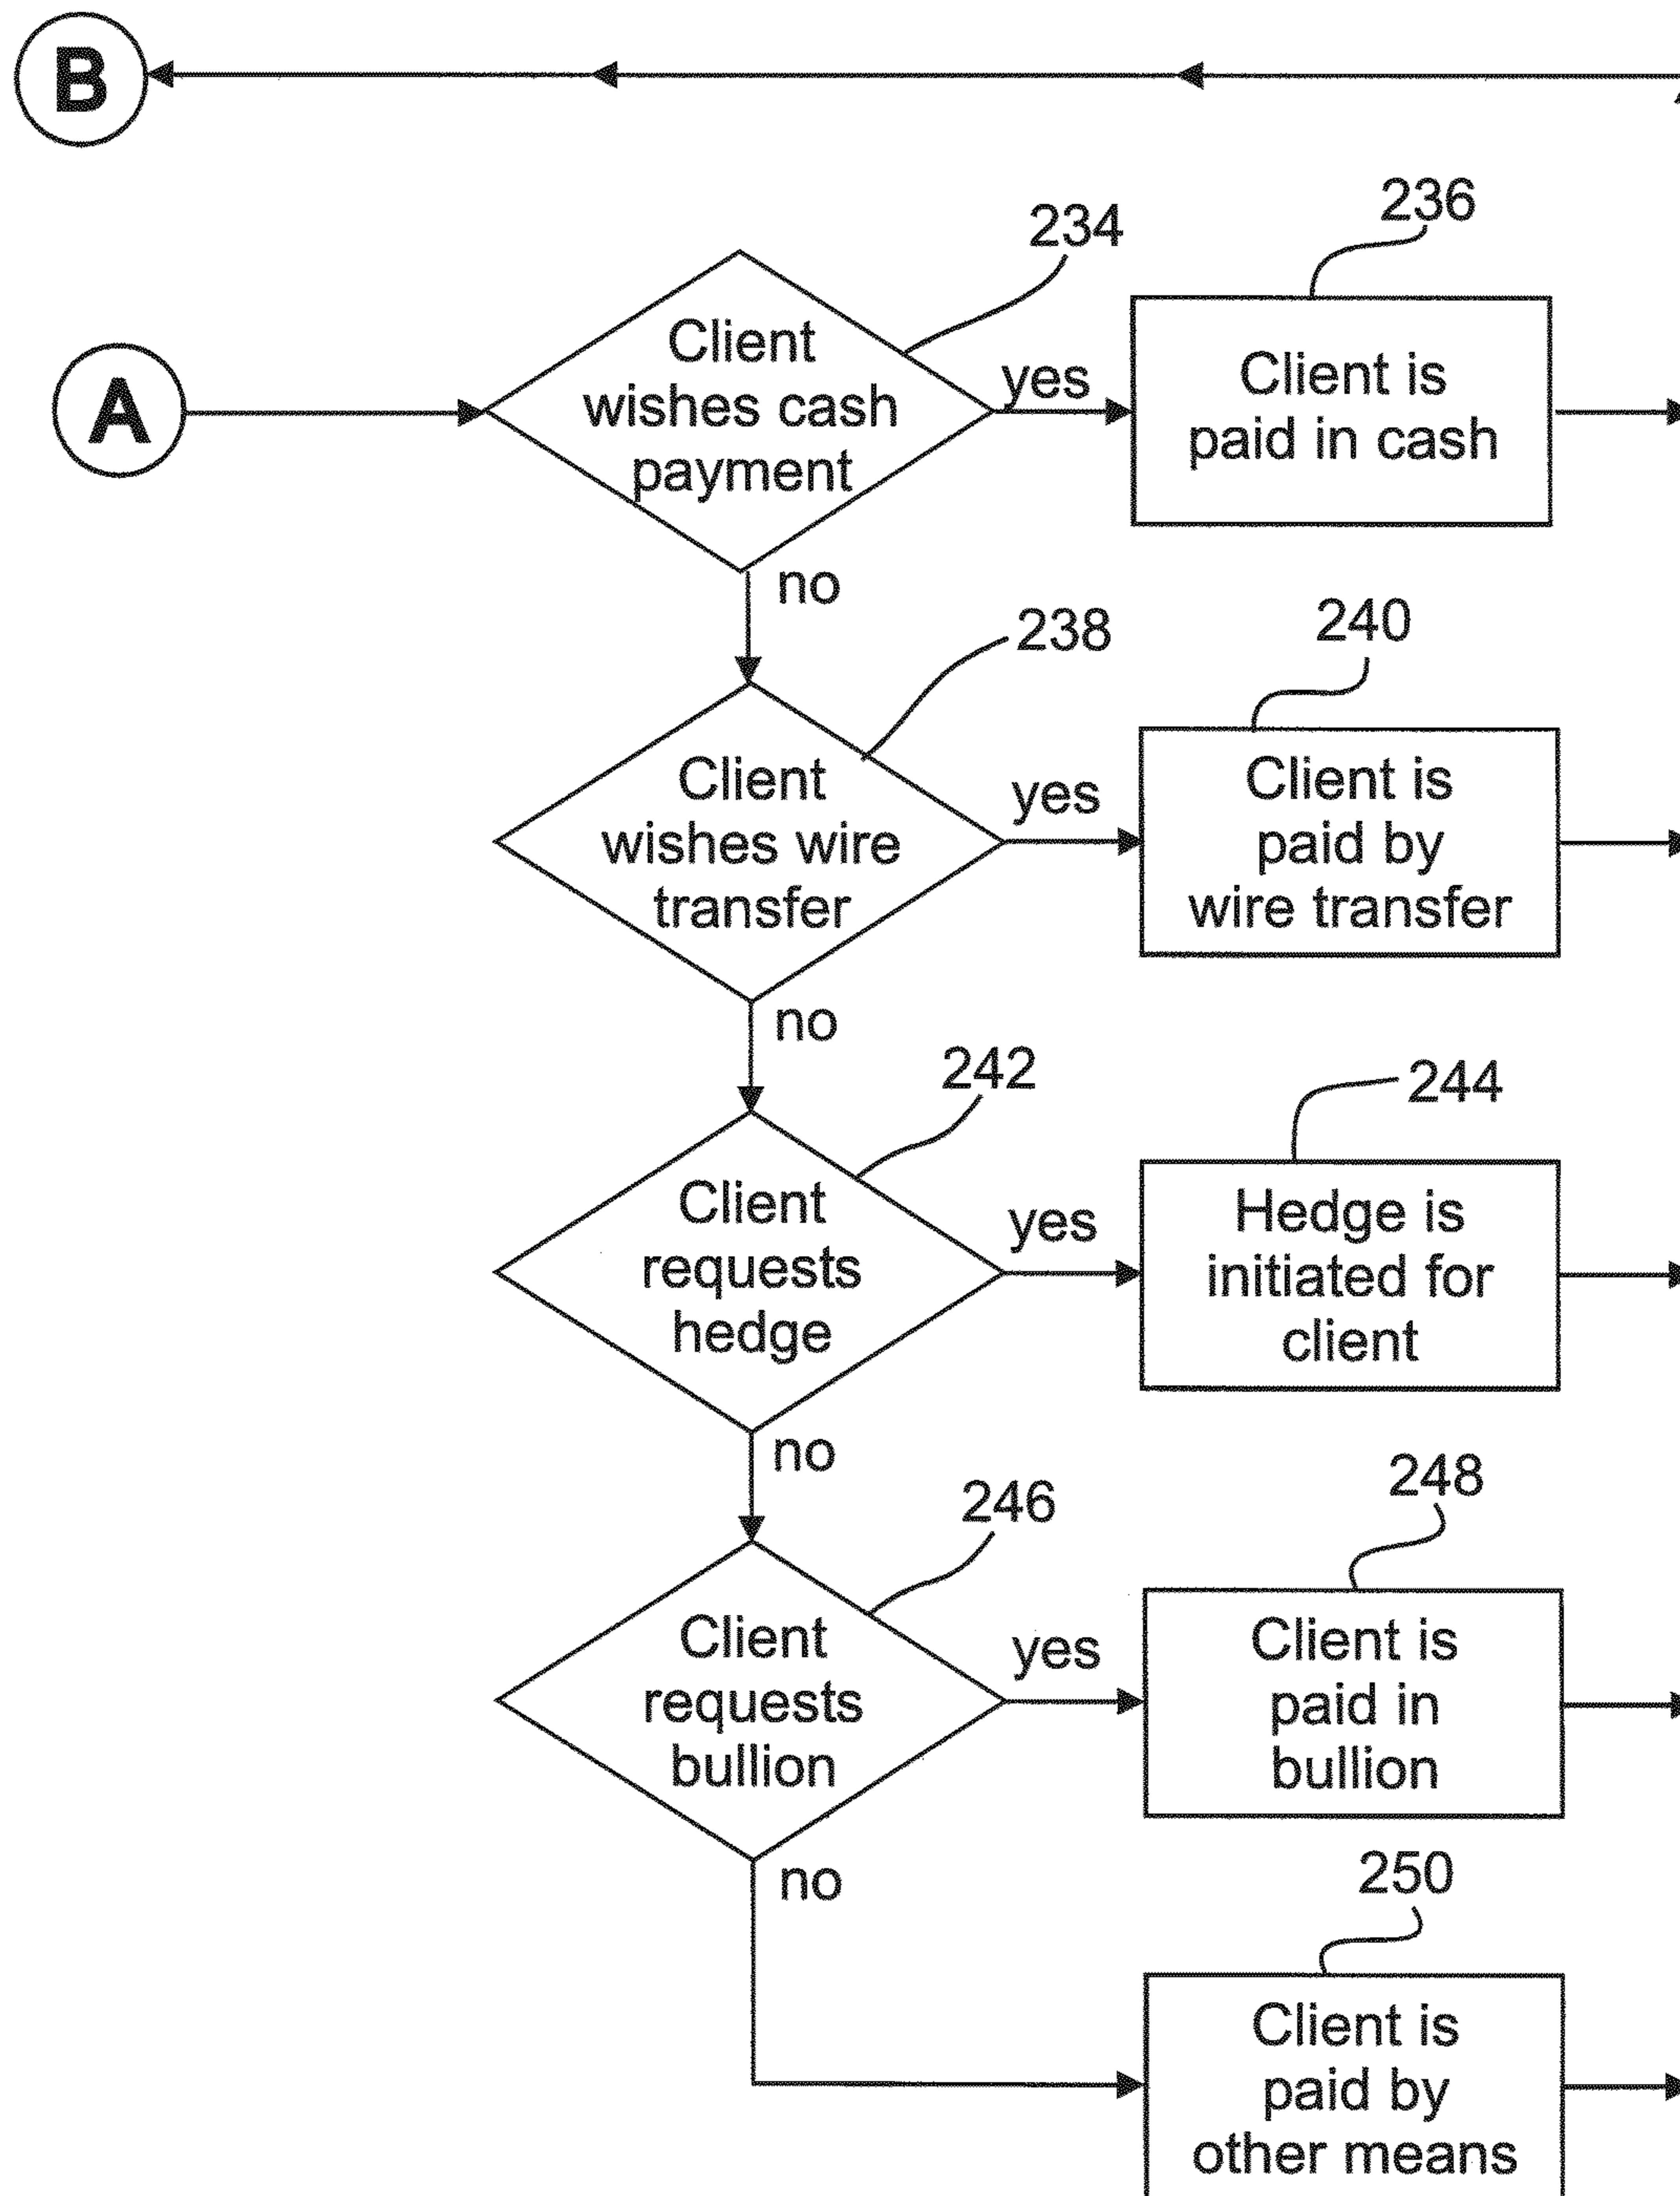 B
234
236
A
Client
wishes cash
payment
yes
Client is
paid in cash
no
238
240
Client
wishes wire
transfer
yes
Client is
paid by
wire transfer
no
242
244
Client
requests
hedge
yes
Hedge is
initiated for
client
no
246
248
Client
requests
bullion
yes
Client is
paid in
bullion
no
250
Client is
paid by
other means